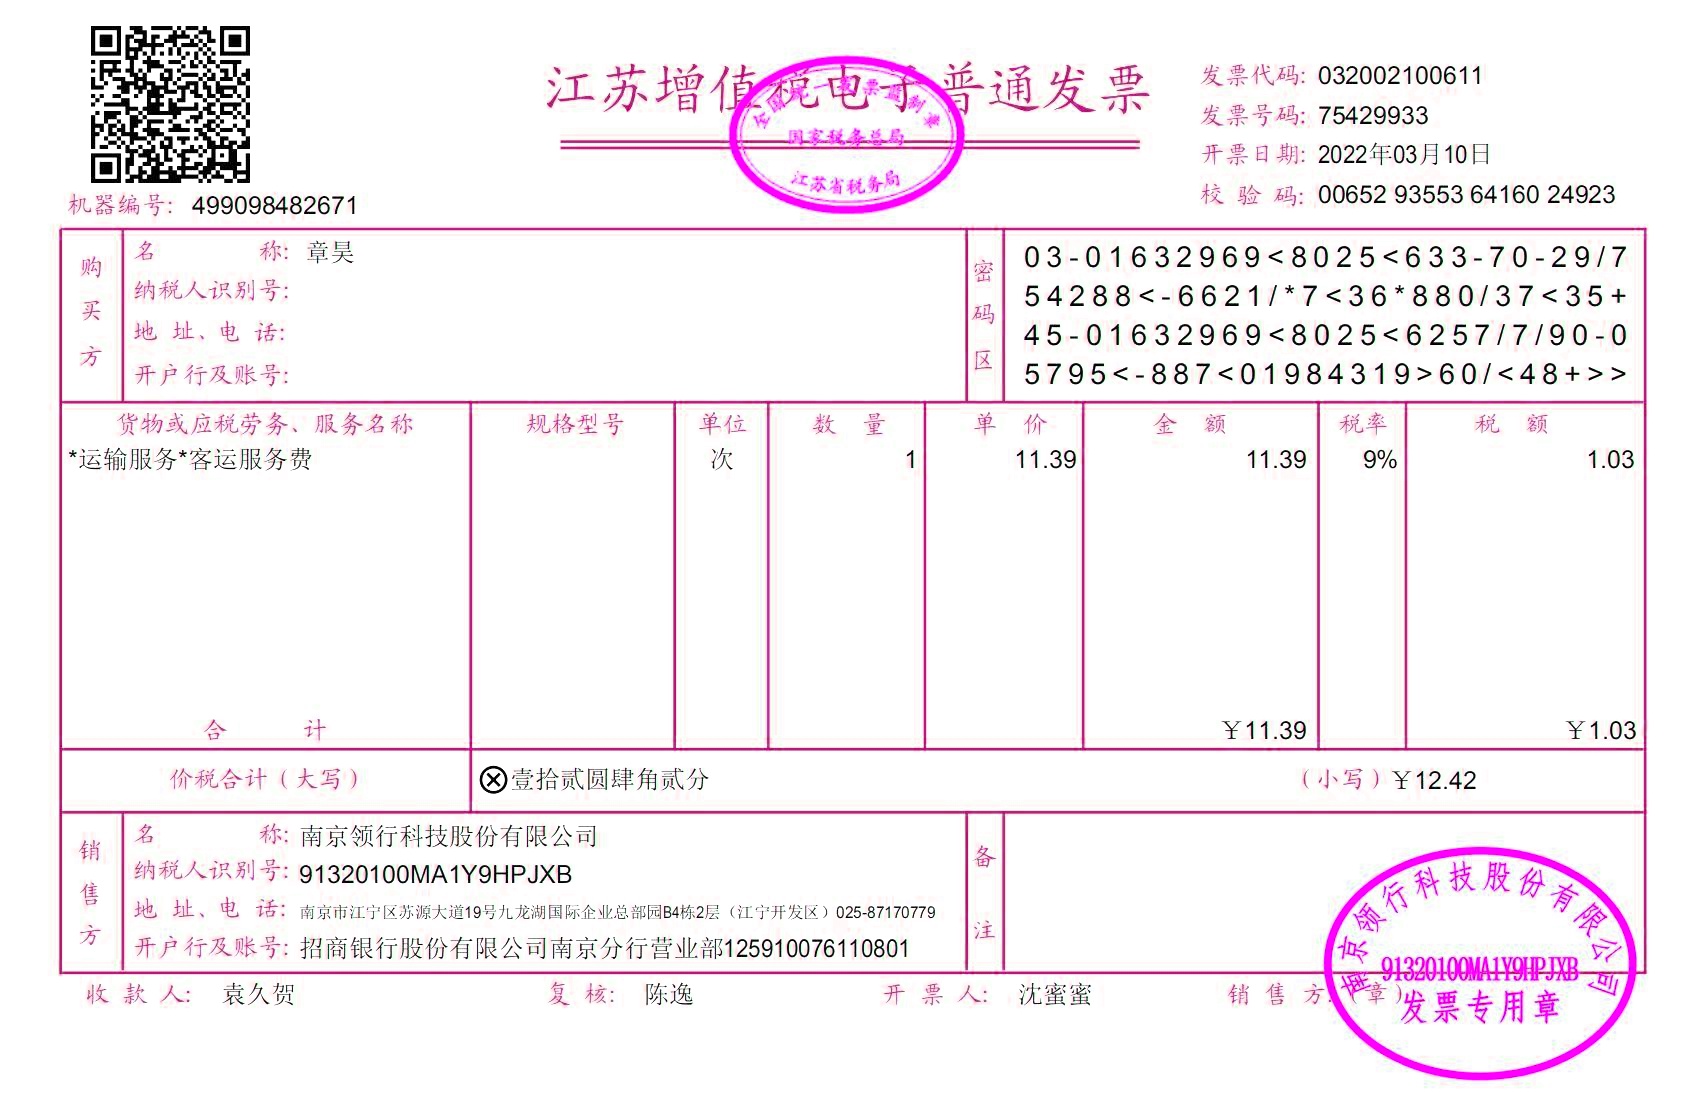 江苏增值税电子普通发票
全国统一发票监制章
国家税务总局
江苏省税务局
发票代码: 032002100611
发票号码: 75429933
开票日期: 2022年03月10日
校 验 码: 00652 93553 64160 24923
机器编号: 499098482671
购买方
名 称: 章昊
纳税人识别号:
地 址、电 话:
开户行及账号:
密码区
03-01632969<8025<633-70-29/7
54288<-6621/*7<36*880/37<35+
45-01632969<8025<6257/7/90-0
5795<-887<01984319>60/<48+>>
货物或应税劳务、服务名称 规格型号 单位 数 量 单 价 金 额 税率 税 额
*运输服务*客运服务费 次 1 11.39 11.39 9% 1.03
合 计 ￥11.39 ￥1.03
价税合计（大写） ⊗壹拾贰圆肆角贰分 （小写）￥12.42
销售方
名 称: 南京领行科技股份有限公司
纳税人识别号: 91320100MA1Y9HPJXB
地 址、电 话: 南京市江宁区苏源大道19号九龙湖国际企业总部园B4栋2层（江宁开发区）025-87170779
开户行及账号: 招商银行股份有限公司南京分行营业部125910076110801
备注
收 款 人: 袁久贺 复 核: 陈逸 开 票 人: 沈蜜蜜 销 售 方:（章）
南京领行科技股份有限公司
91320100MA1Y9HPJXB
发票专用章